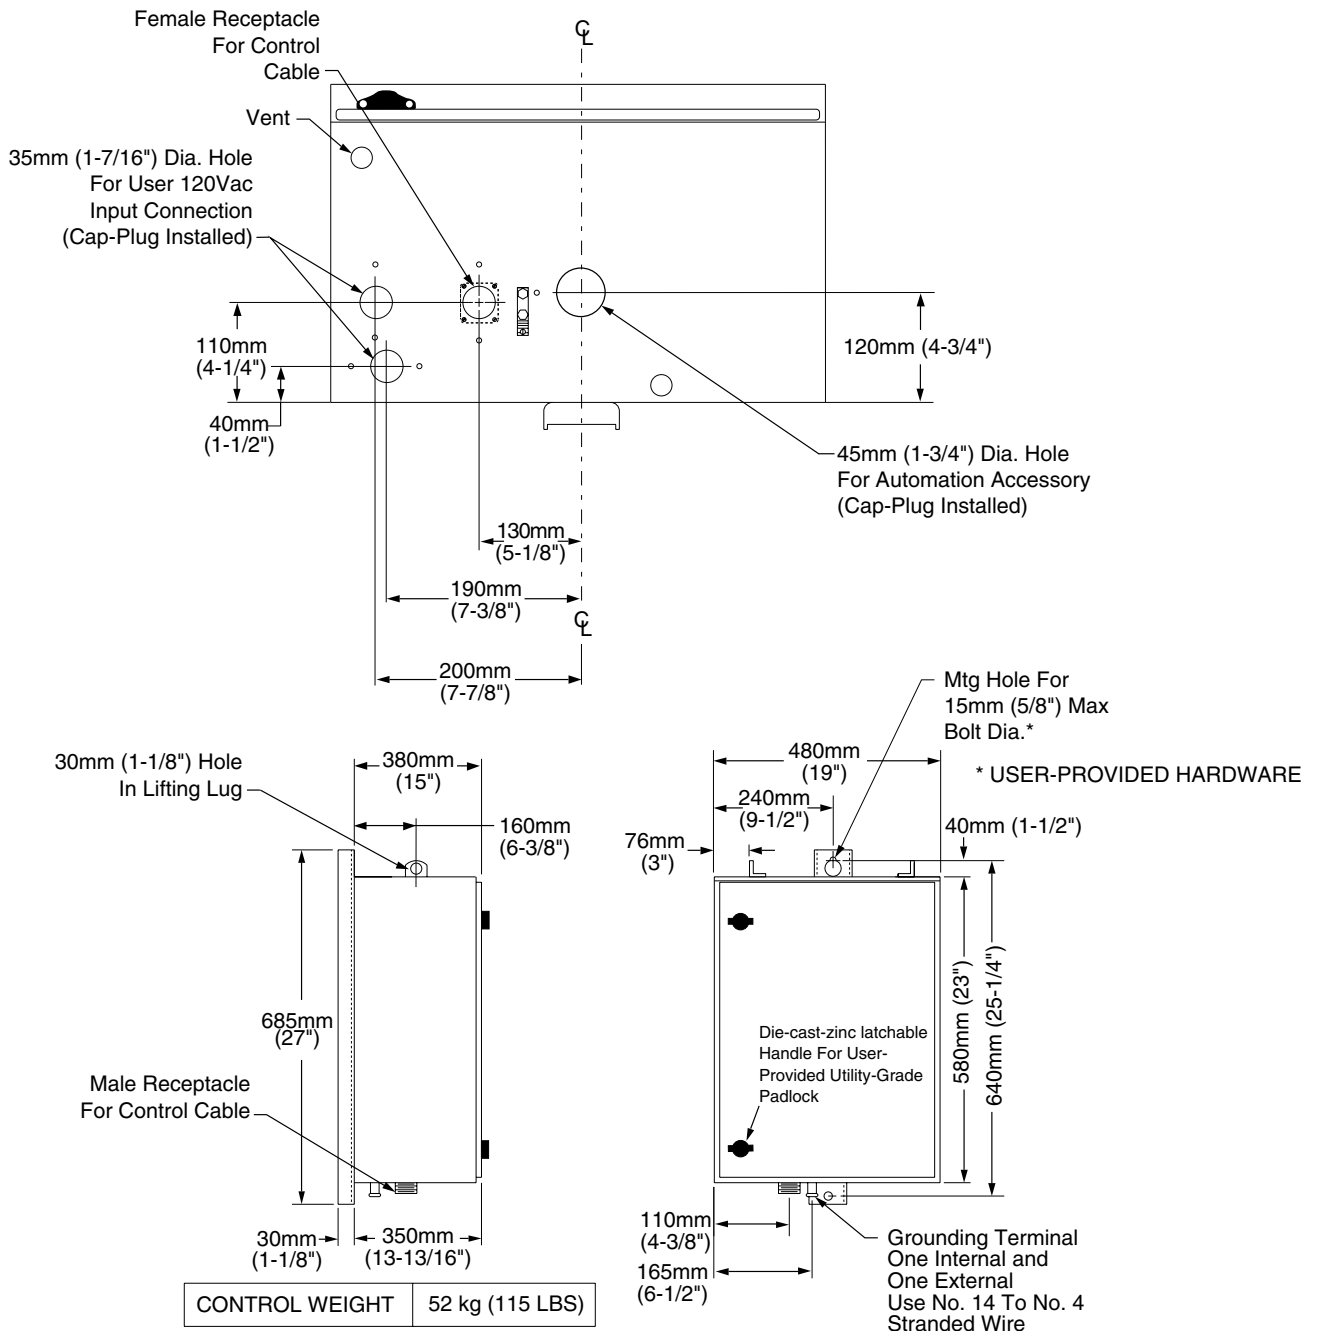 Female Receptacle
For Control
Cable
Vent
35mm (1-7/16") Dia. Hole
For User 120Vac
Input Connection
(Cap-Plug Installed)
℄
110mm
(4-1/4")
40mm
(1-1/2")
120mm (4-3/4")
45mm (1-3/4") Dia. Hole
For Automation Accessory
(Cap-Plug Installed)
130mm
(5-1/8")
190mm
(7-3/8")
℄
200mm
(7-7/8")
Mtg Hole For
15mm (5/8") Max
Bolt Dia.*
* USER-PROVIDED HARDWARE
30mm (1-1/8") Hole
In Lifting Lug
380mm
(15")
160mm
(6-3/8")
685mm
(27")
Male Receptacle
For Control Cable
30mm
(1-1/8")
350mm
(13-13/16")
480mm
(19")
240mm
(9-1/2")
76mm
(3")
40mm (1-1/2")
580mm (23")
640mm (25-1/4")
Die-cast-zinc latchable
Handle For User-
Provided Utility-Grade
Padlock
110mm
(4-3/8")
165mm
(6-1/2")
Grounding Terminal
One Internal and
One External
Use No. 14 To No. 4
Stranded Wire
CONTROL WEIGHT 52 kg (115 LBS)